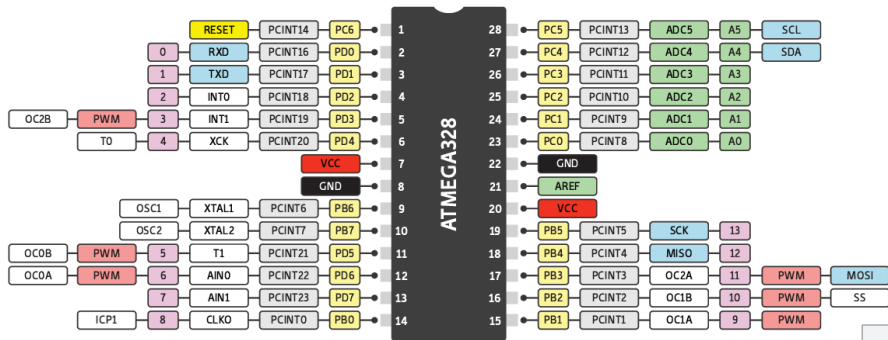 RESET PCINT14 PC6 1 28 PC5 PCINT13 ADC5 A5 SCL
0 RXD PCINT16 PD0 2 27 PC4 PCINT12 ADC4 A4 SDA
1 TXD PCINT17 PD1 3 26 PC3 PCINT11 ADC3 A3
2 INT0 PCINT18 PD2 4 25 PC2 PCINT10 ADC2 A2
OC2B PWM 3 INT1 PCINT19 PD3 5 24 PC1 PCINT9 ADC1 A1
T0 4 XCK PCINT20 PD4 6 23 PC0 PCINT8 ADC0 A0
VCC 7 22 GND
GND 8 21 AREF
OSC1 XTAL1 PCINT6 PB6 9 20 VCC
OSC2 XTAL2 PCINT7 PB7 10 19 PB5 PCINT5 SCK 13
OC0B PWM 5 T1 PCINT21 PD5 11 18 PB4 PCINT4 MISO 12
OC0A PWM 6 AIN0 PCINT22 PD6 12 17 PB3 PCINT3 OC2A 11 PWM MOSI
7 AIN1 PCINT23 PD7 13 16 PB2 PCINT2 OC1B 10 PWM SS
ICP1 8 CLKO PCINT0 PB0 14 15 PB1 PCINT1 OC1A 9 PWM
ATMEGA328